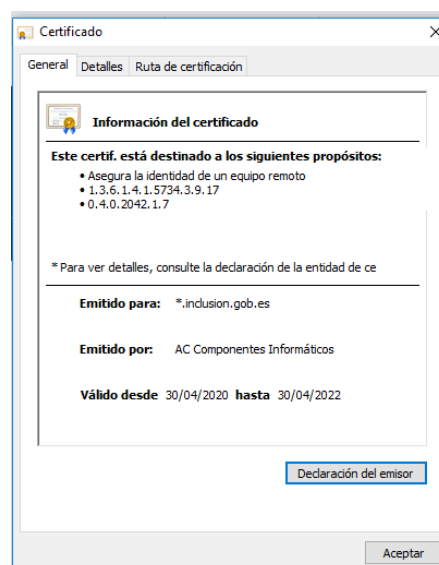 Certificado
General Detalles Ruta de certificación
Información del certificado
Este certif. está destinado a los siguientes propósitos:
• Asegura la identidad de un equipo remoto
• 1.3.6.1.4.1.5734.3.9.17
• 0.4.0.2042.1.7
* Para ver detalles, consulte la declaración de la entidad de ce
Emitido para: *.inclusion.gob.es
Emitido por: AC Componentes Informáticos
Válido desde 30/04/2020 hasta 30/04/2022
Declaración del emisor
Aceptar